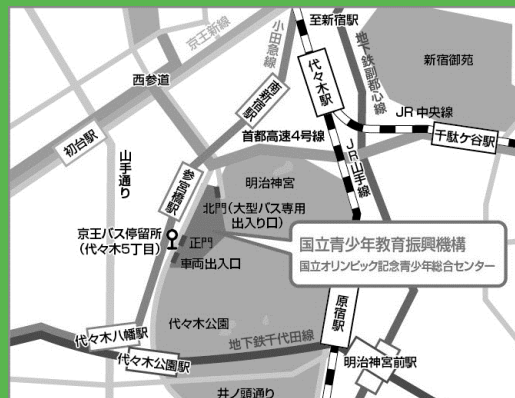 至新宿駅
京王新線
小田急線
地下鉄副都心線
新宿御苑
西参道
南新宿駅
代々木駅
JR中央線
千駄ケ谷駅
初台駅
山手通り
首都高速4号線
JR山手線
参宮橋駅
明治神宮
北門(大型バス専用
出入り口)
京王バス停留所
(代々木5丁目)
正門
車両出入口
国立青少年教育振興機構
国立オリンピック記念青少年総合センター
原宿駅
代々木公園
代々木八幡駅
地下鉄千代田線
代々木公園駅
明治神宮前駅
井ノ頭通り